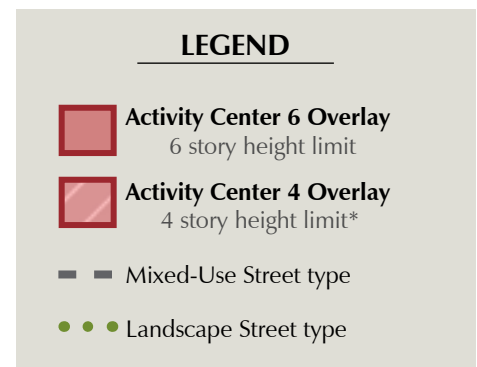 LEGEND
Activity Center 6 Overlay
6 story height limit
Activity Center 4 Overlay
4 story height limit*
Mixed-Use Street type
Landscape Street type